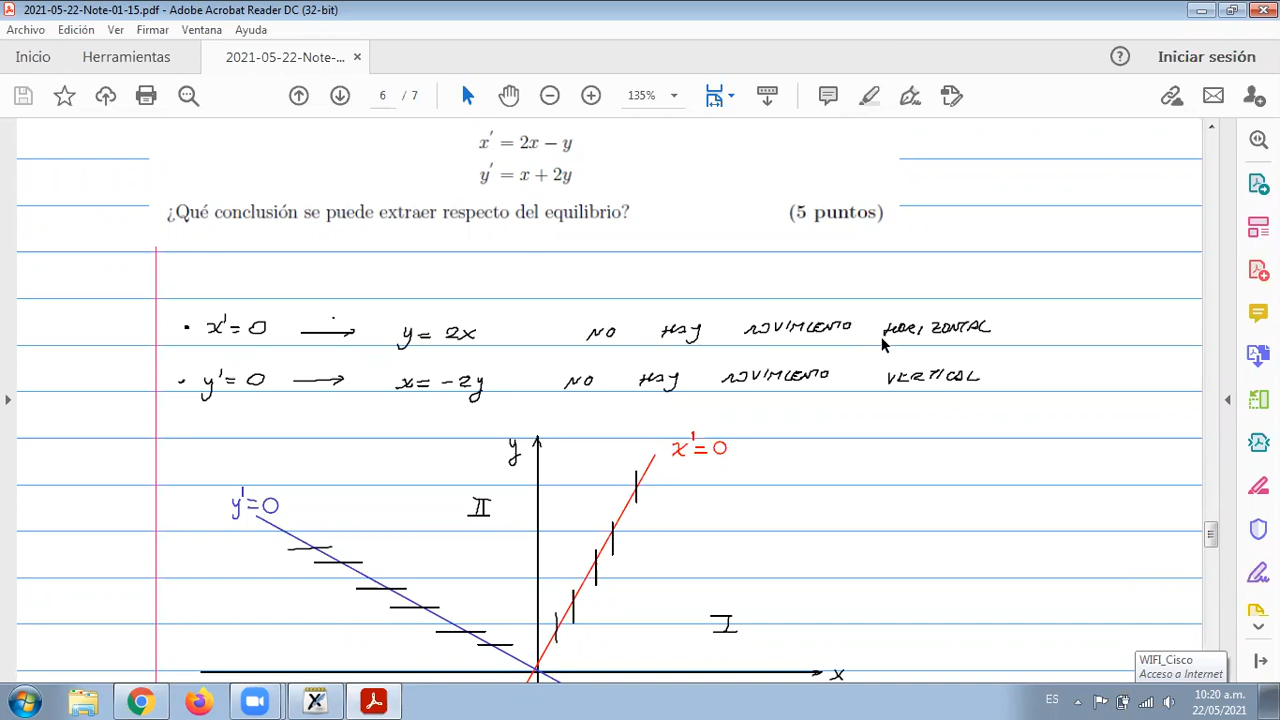 2021-05-22-Note-01-15.pdf - Adobe Acrobat Reader DC (32-bit)
Archivo Edición Ver Firmar Ventana Ayuda
Inicio Herramientas 2021-05-22-Note-... × Iniciar sesión
6 / 7 135%
x' = 2x − y
y' = x + 2y
¿Qué conclusión se puede extraer respecto del equilibrio? (5 puntos)
• x' = 0 → y = 2x NO HAY MOVIMIENTO HORIZONTAL
• y' = 0 → x = -2y NO HAY MOVIMIENTO VERTICAL
y x' = 0
y' = 0 II
I
x
WIFI_Cisco
Acceso a Internet
ES 10:20 a.m.
22/05/2021